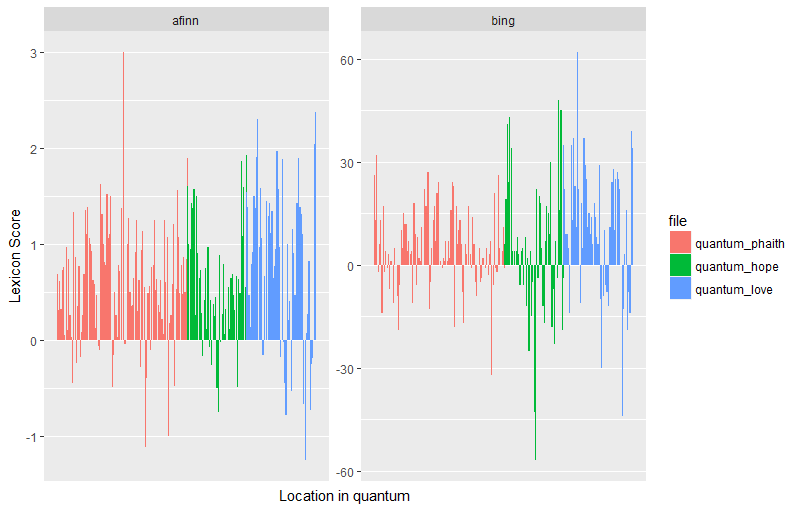 afinn
bing
3
2
1
0
-1
60
30
0
-30
-60
Lexicon Score
Location in quantum
file
quantum_phaith
quantum_hope
quantum_love